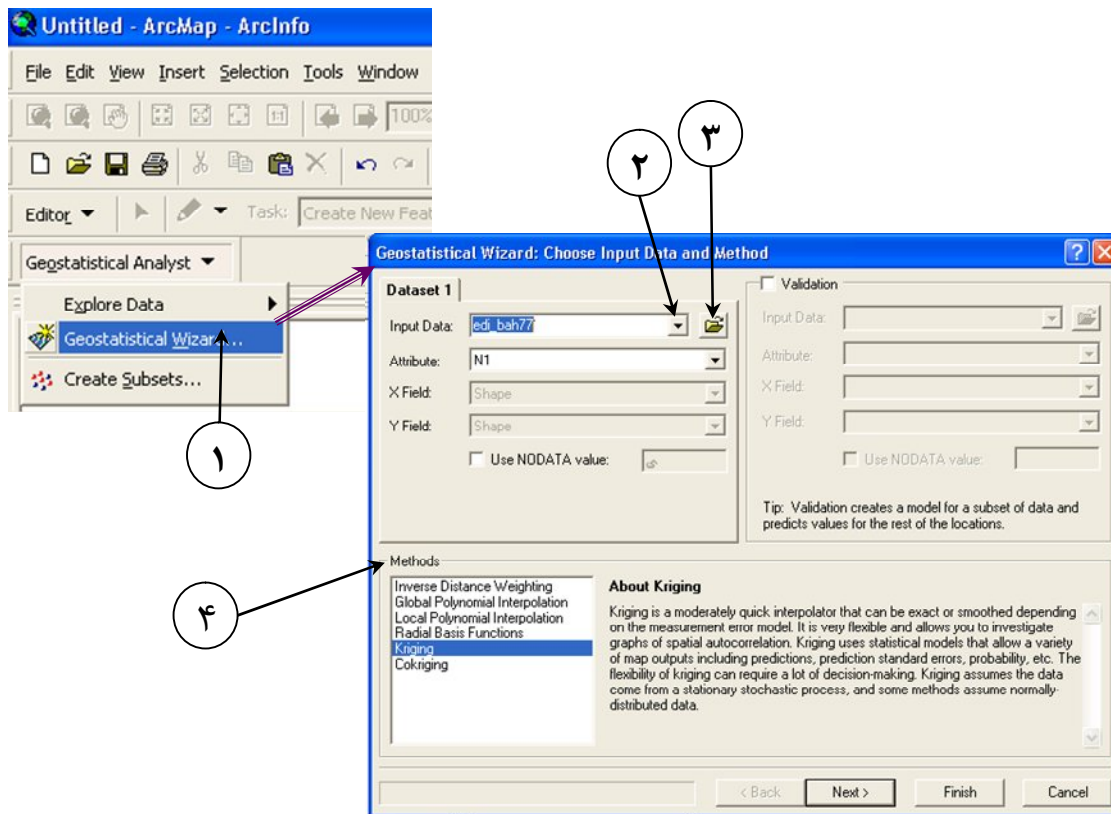 Untitled - ArcMap - ArcInfo
File Edit View Insert Selection Tools Window
1:1 100%
Editor Task: Create New Feat
Geostatistical Analyst
Explore Data
Geostatistical Wizard...
Create Subsets...
۱
۲
۳
۴
Geostatistical Wizard: Choose Input Data and Method
Dataset 1
Input Data: edi_bah77
Attribute: N1
X Field: Shape
Y Field: Shape
Use NODATA value:
Validation
Input Data:
Attribute:
X Field:
Y Field:
Use NODATA value:
Tip: Validation creates a model for a subset of data and
predicts values for the rest of the locations.
Methods
Inverse Distance Weighting
Global Polynomial Interpolation
Local Polynomial Interpolation
Radial Basis Functions
Kriging
Cokriging
About Kriging
Kriging is a moderately quick interpolator that can be exact or smoothed depending
on the measurement error model. It is very flexible and allows you to investigate
graphs of spatial autocorrelation. Kriging uses statistical models that allow a variety
of map outputs including predictions, prediction standard errors, probability, etc. The
flexibility of kriging can require a lot of decision-making. Kriging assumes the data
come from a stationary stochastic process, and some methods assume normally-
distributed data.
< Back Next > Finish Cancel